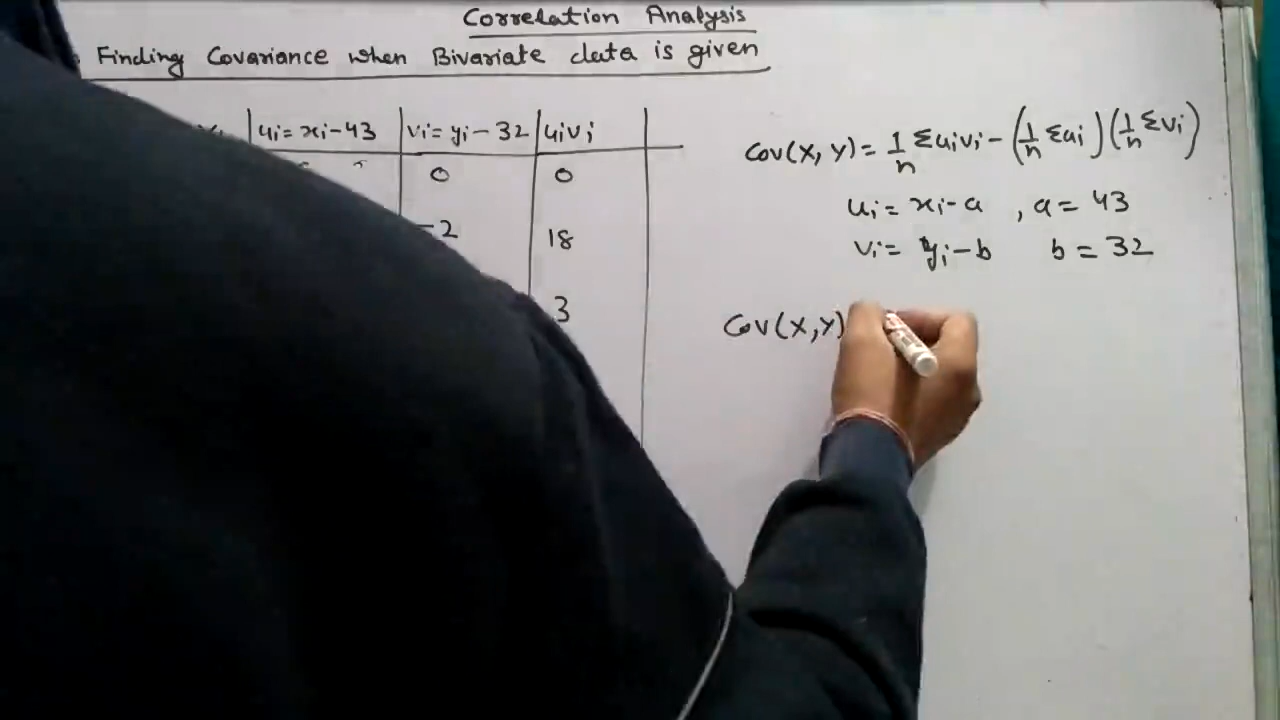 Correlation Analysis
Finding Covariance when Bivariate data is given
uᵢ = xᵢ - 43 | vᵢ = yᵢ - 32 | uᵢvᵢ
0 | 0
-2 | 18
3
Cov(X, Y) = 1/n Σuᵢvᵢ - (1/n Σuᵢ)(1/n Σvᵢ)
uᵢ = xᵢ - a , a = 43
vᵢ = yᵢ - b b = 32
Cov(X,Y)